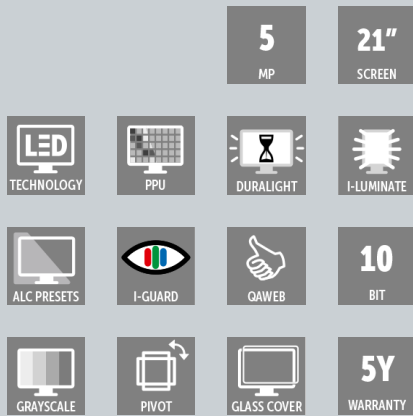 5
MP
21"
SCREEN
LED
TECHNOLOGY
PPU
DURALIGHT
I-LUMINATE
ALC PRESETS
I-GUARD
QAWEB
10
BIT
GRAYSCALE
PIVOT
GLASS COVER
5Y
WARRANTY